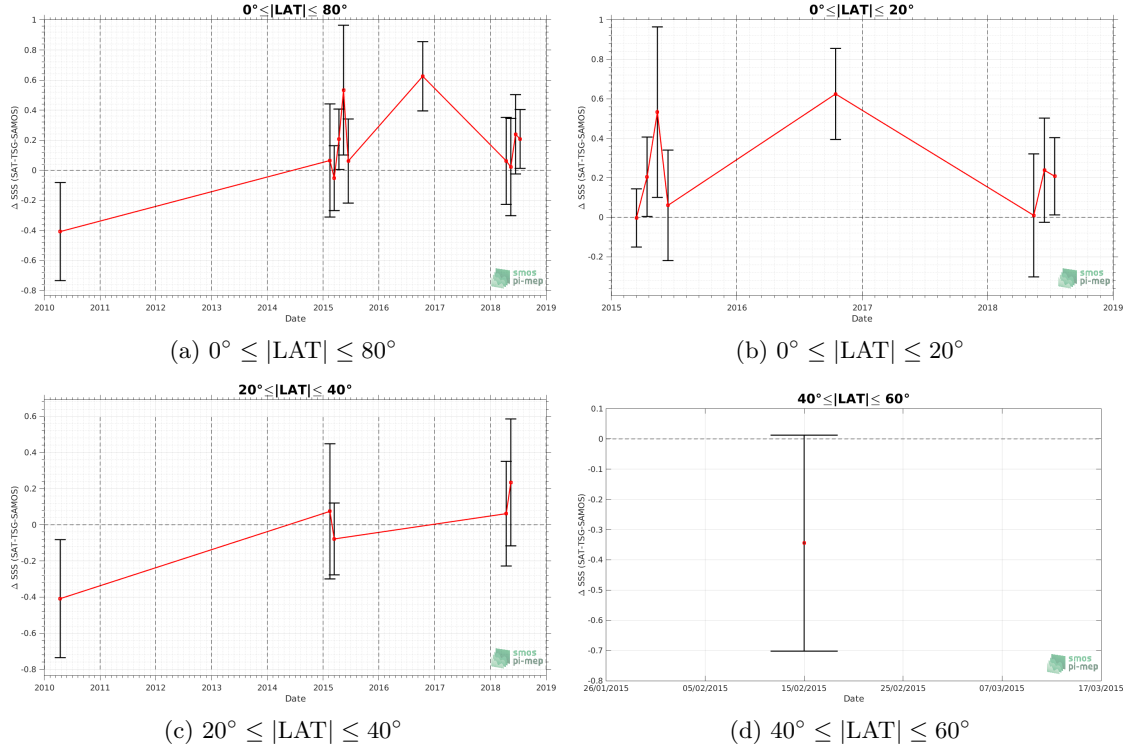 0°≤|LAT|≤ 80°
1
0.8
0.6
0.4
0.2
0
-0.2
-0.4
-0.6
-0.8
Δ SSS (SAT-TSG-SAMOS)
2010 2011 2012 2013 2014 2015 2016 2017 2018 2019
Date
smos
pi-mep
(a) 0° ≤ |LAT| ≤ 80°
0°≤|LAT|≤ 20°
1
0.8
0.6
0.4
0.2
0
-0.2
Δ SSS (SAT-TSG-SAMOS)
2015 2016 2017 2018 2019
Date
smos
pi-mep
(b) 0° ≤ |LAT| ≤ 20°
20°≤|LAT|≤ 40°
0.6
0.4
0.2
0
-0.2
-0.4
-0.6
-0.8
Δ SSS (SAT-TSG-SAMOS)
2010 2011 2012 2013 2014 2015 2016 2017 2018 2019
Date
smos
pi-mep
(c) 20° ≤ |LAT| ≤ 40°
40°≤|LAT|≤ 60°
0.1
0
-0.1
-0.2
-0.3
-0.4
-0.5
-0.6
-0.7
-0.8
Δ SSS (SAT-TSG-SAMOS)
26/01/2015 05/02/2015 15/02/2015 25/02/2015 07/03/2015 17/03/2015
Date
smos
pi-mep
(d) 40° ≤ |LAT| ≤ 60°